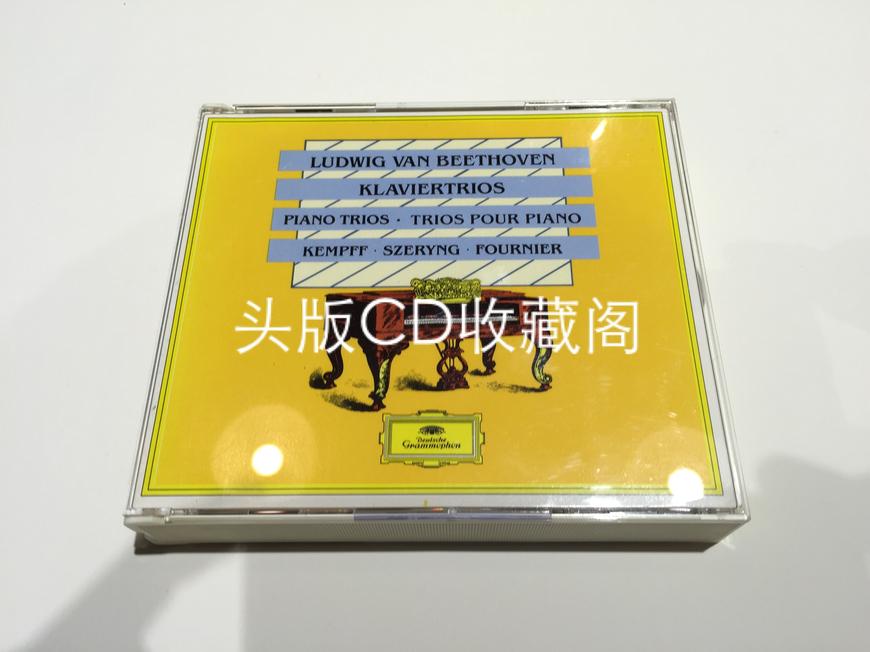 LUDWIG VAN BEETHOVEN
KLAVIERTRIOS
PIANO TRIOS · TRIOS POUR PIANO
KEMPFF · SZERYNG · FOURNIER
头版CD收藏阁
Deutsche
Grammophon